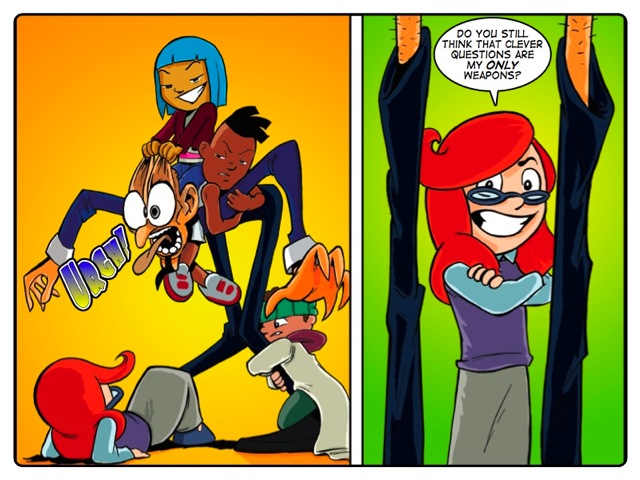 URGH!
DO YOU STILL
THINK THAT CLEVER
QUESTIONS ARE
MY ONLY
WEAPONS?